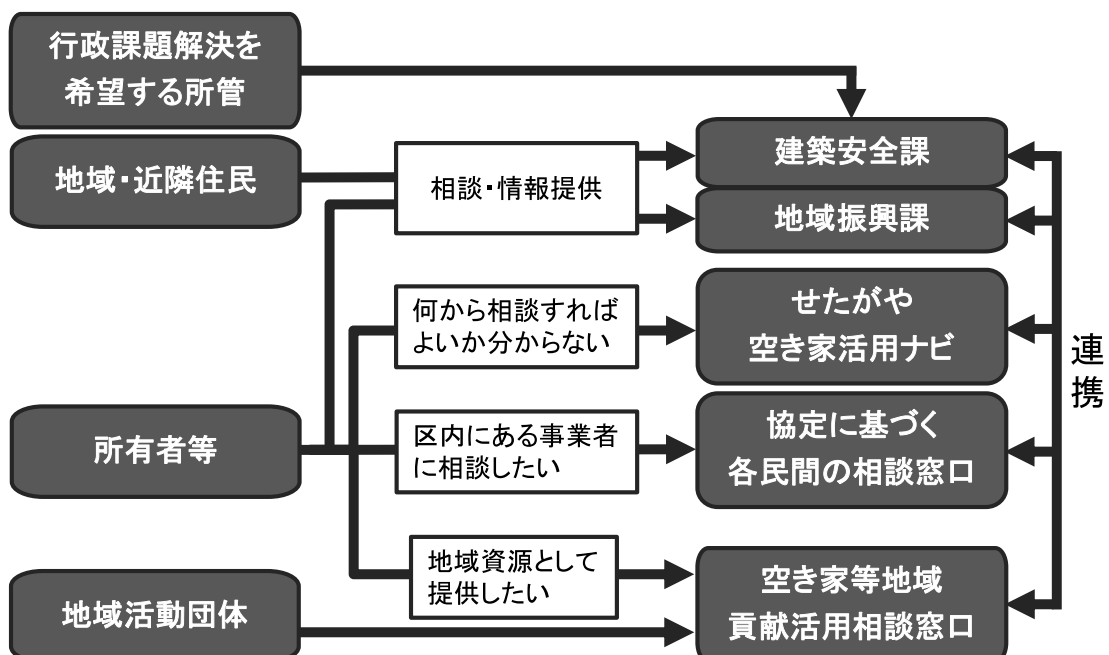 行政課題解決を
希望する所管
地域・近隣住民
所有者等
地域活動団体
相談・情報提供
何から相談すれば
よいか分からない
区内にある事業者
に相談したい
地域資源として
提供したい
建築安全課
地域振興課
せたがや
空き家活用ナビ
協定に基づく
各民間の相談窓口
空き家等地域
貢献活用相談窓口
連携